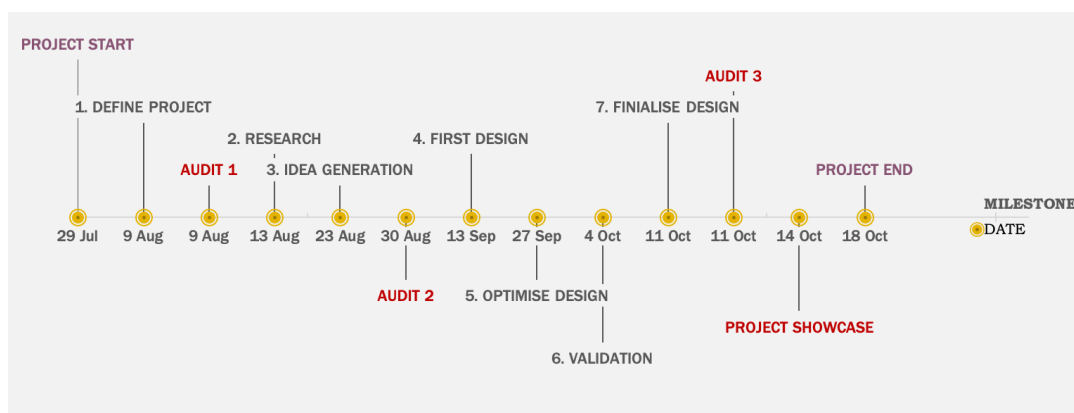 PROJECT START
AUDIT 3
1. DEFINE PROJECT
7. FINIALISE DESIGN
2. RESEARCH
4. FIRST DESIGN
AUDIT 1
3. IDEA GENERATION
PROJECT END
MILESTONE
29 Jul 9 Aug 9 Aug 13 Aug 23 Aug 30 Aug 13 Sep 27 Sep 4 Oct 11 Oct 11 Oct 14 Oct 18 Oct
DATE
AUDIT 2
5. OPTIMISE DESIGN
PROJECT SHOWCASE
6. VALIDATION